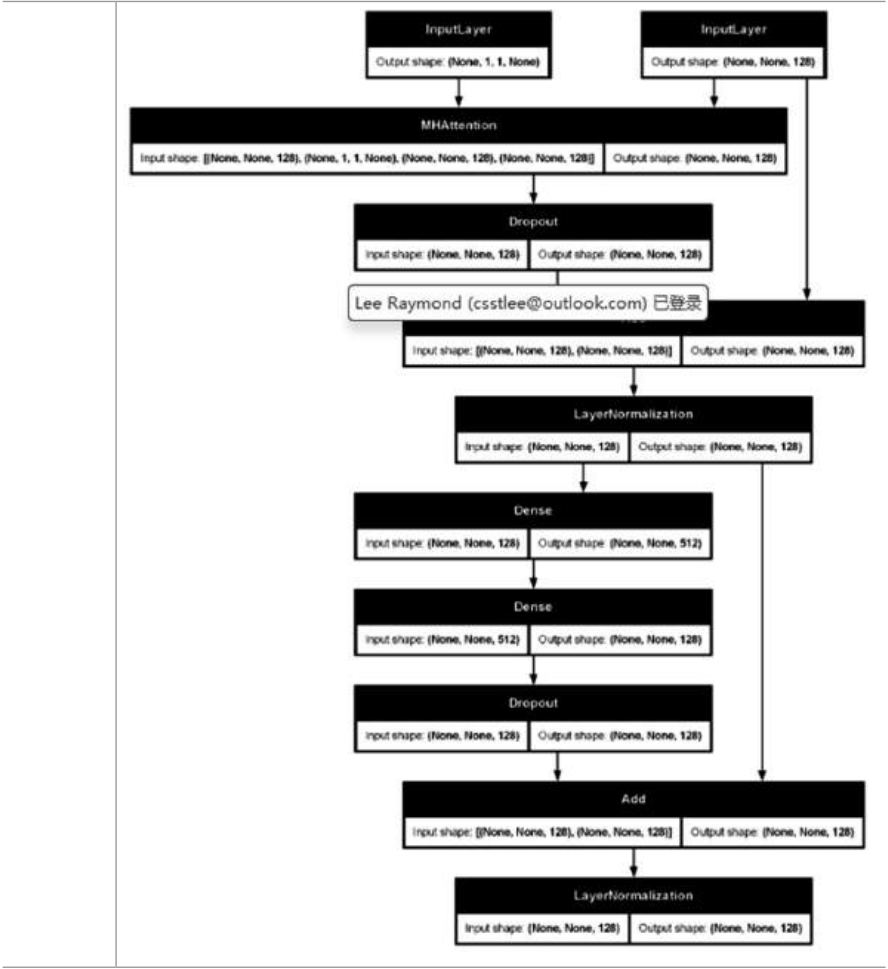 InputLayer
Output shape: (None, 1, 1, None)
InputLayer
Output shape: (None, None, 128)
MHAttention
Input shape: [(None, None, 128), (None, 1, 1, None), (None, None, 128), (None, None, 128)]
Output shape: (None, None, 128)
Dropout
Input shape: (None, None, 128)
Output shape: (None, None, 128)
Lee Raymond (csstlee@outlook.com) 已登录
Input shape: [(None, None, 128), (None, None, 128)]
Output shape: (None, None, 128)
LayerNormalization
Input shape: (None, None, 128)
Output shape: (None, None, 128)
Dense
Input shape: (None, None, 128)
Output shape: (None, None, 512)
Dense
Input shape: (None, None, 512)
Output shape: (None, None, 128)
Dropout
Input shape: (None, None, 128)
Output shape: (None, None, 128)
Add
Input shape: [(None, None, 128), (None, None, 128)]
Output shape: (None, None, 128)
LayerNormalization
Input shape: (None, None, 128)
Output shape: (None, None, 128)